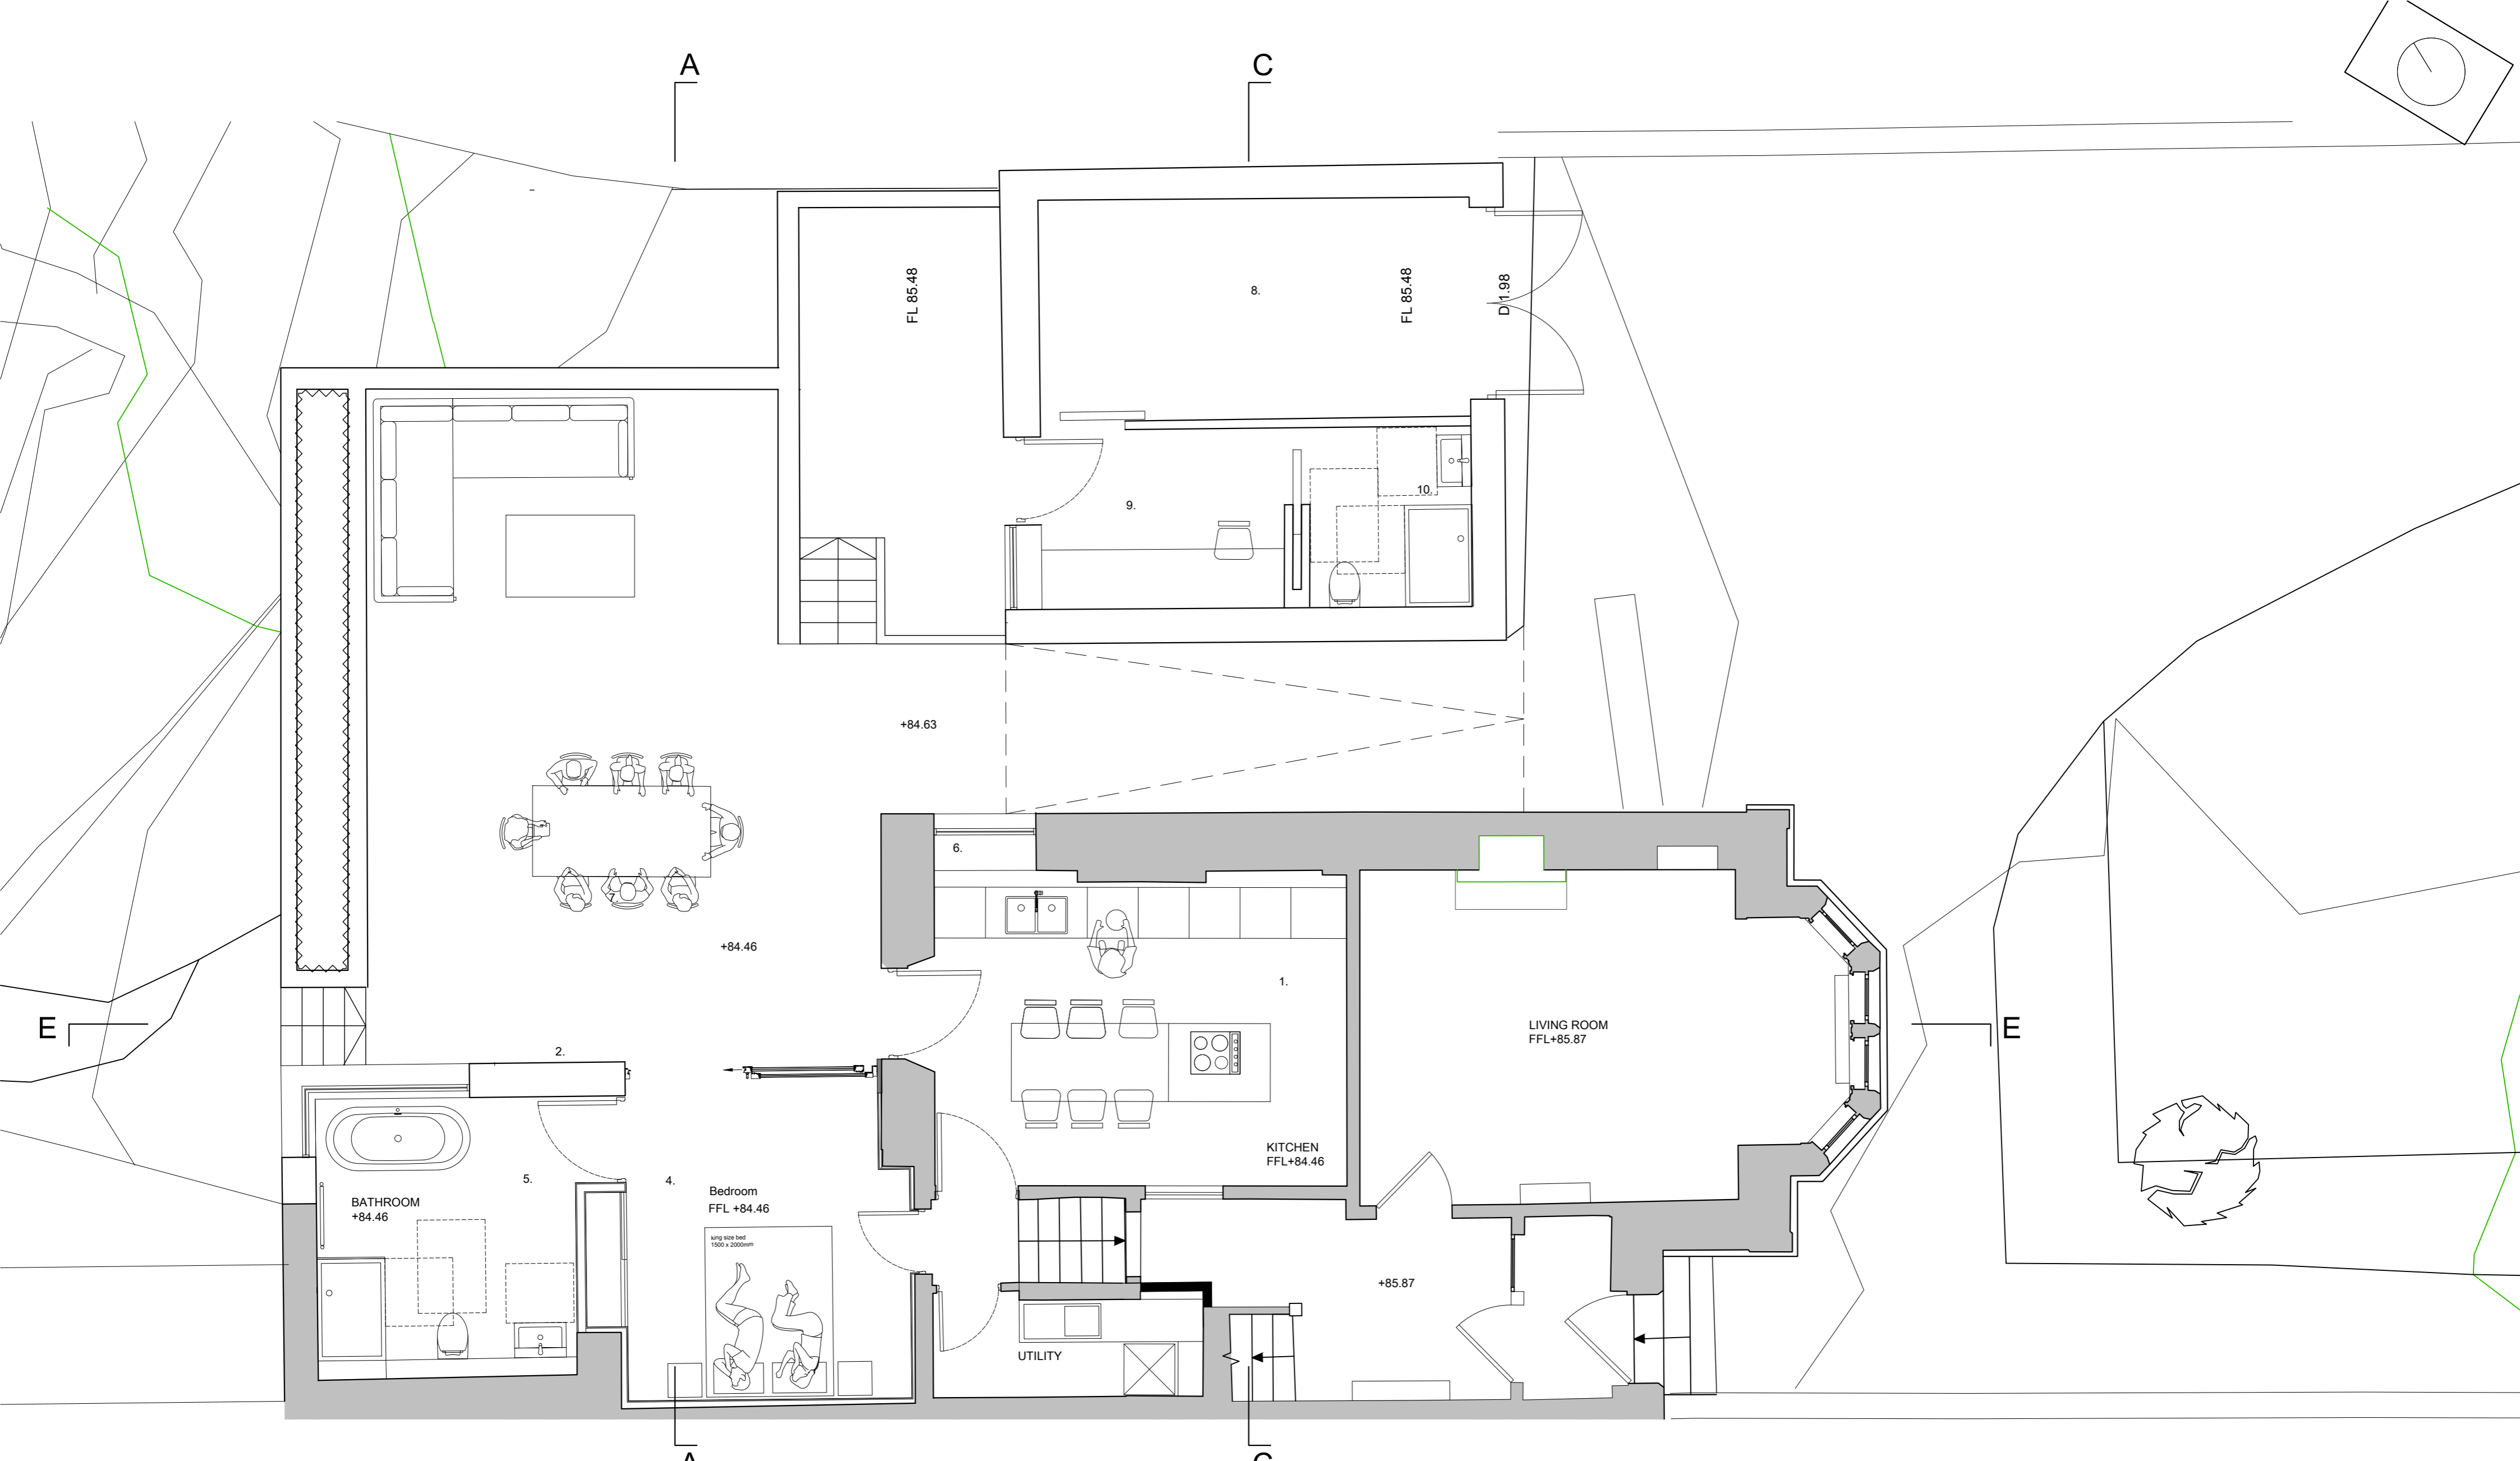 A
C
FL 85.48
8.
FL 85.48
D 1.98
9.
10.
+84.63
6.
7.
+84.46
1.
E
E
2.
LIVING ROOM
FFL+85.87
KITCHEN
FFL+84.46
5.
4.
BATHROOM
+84.46
Bedroom
FFL +84.46
king size bed
1500 x 2000mm
+85.87
UTILITY
A
C